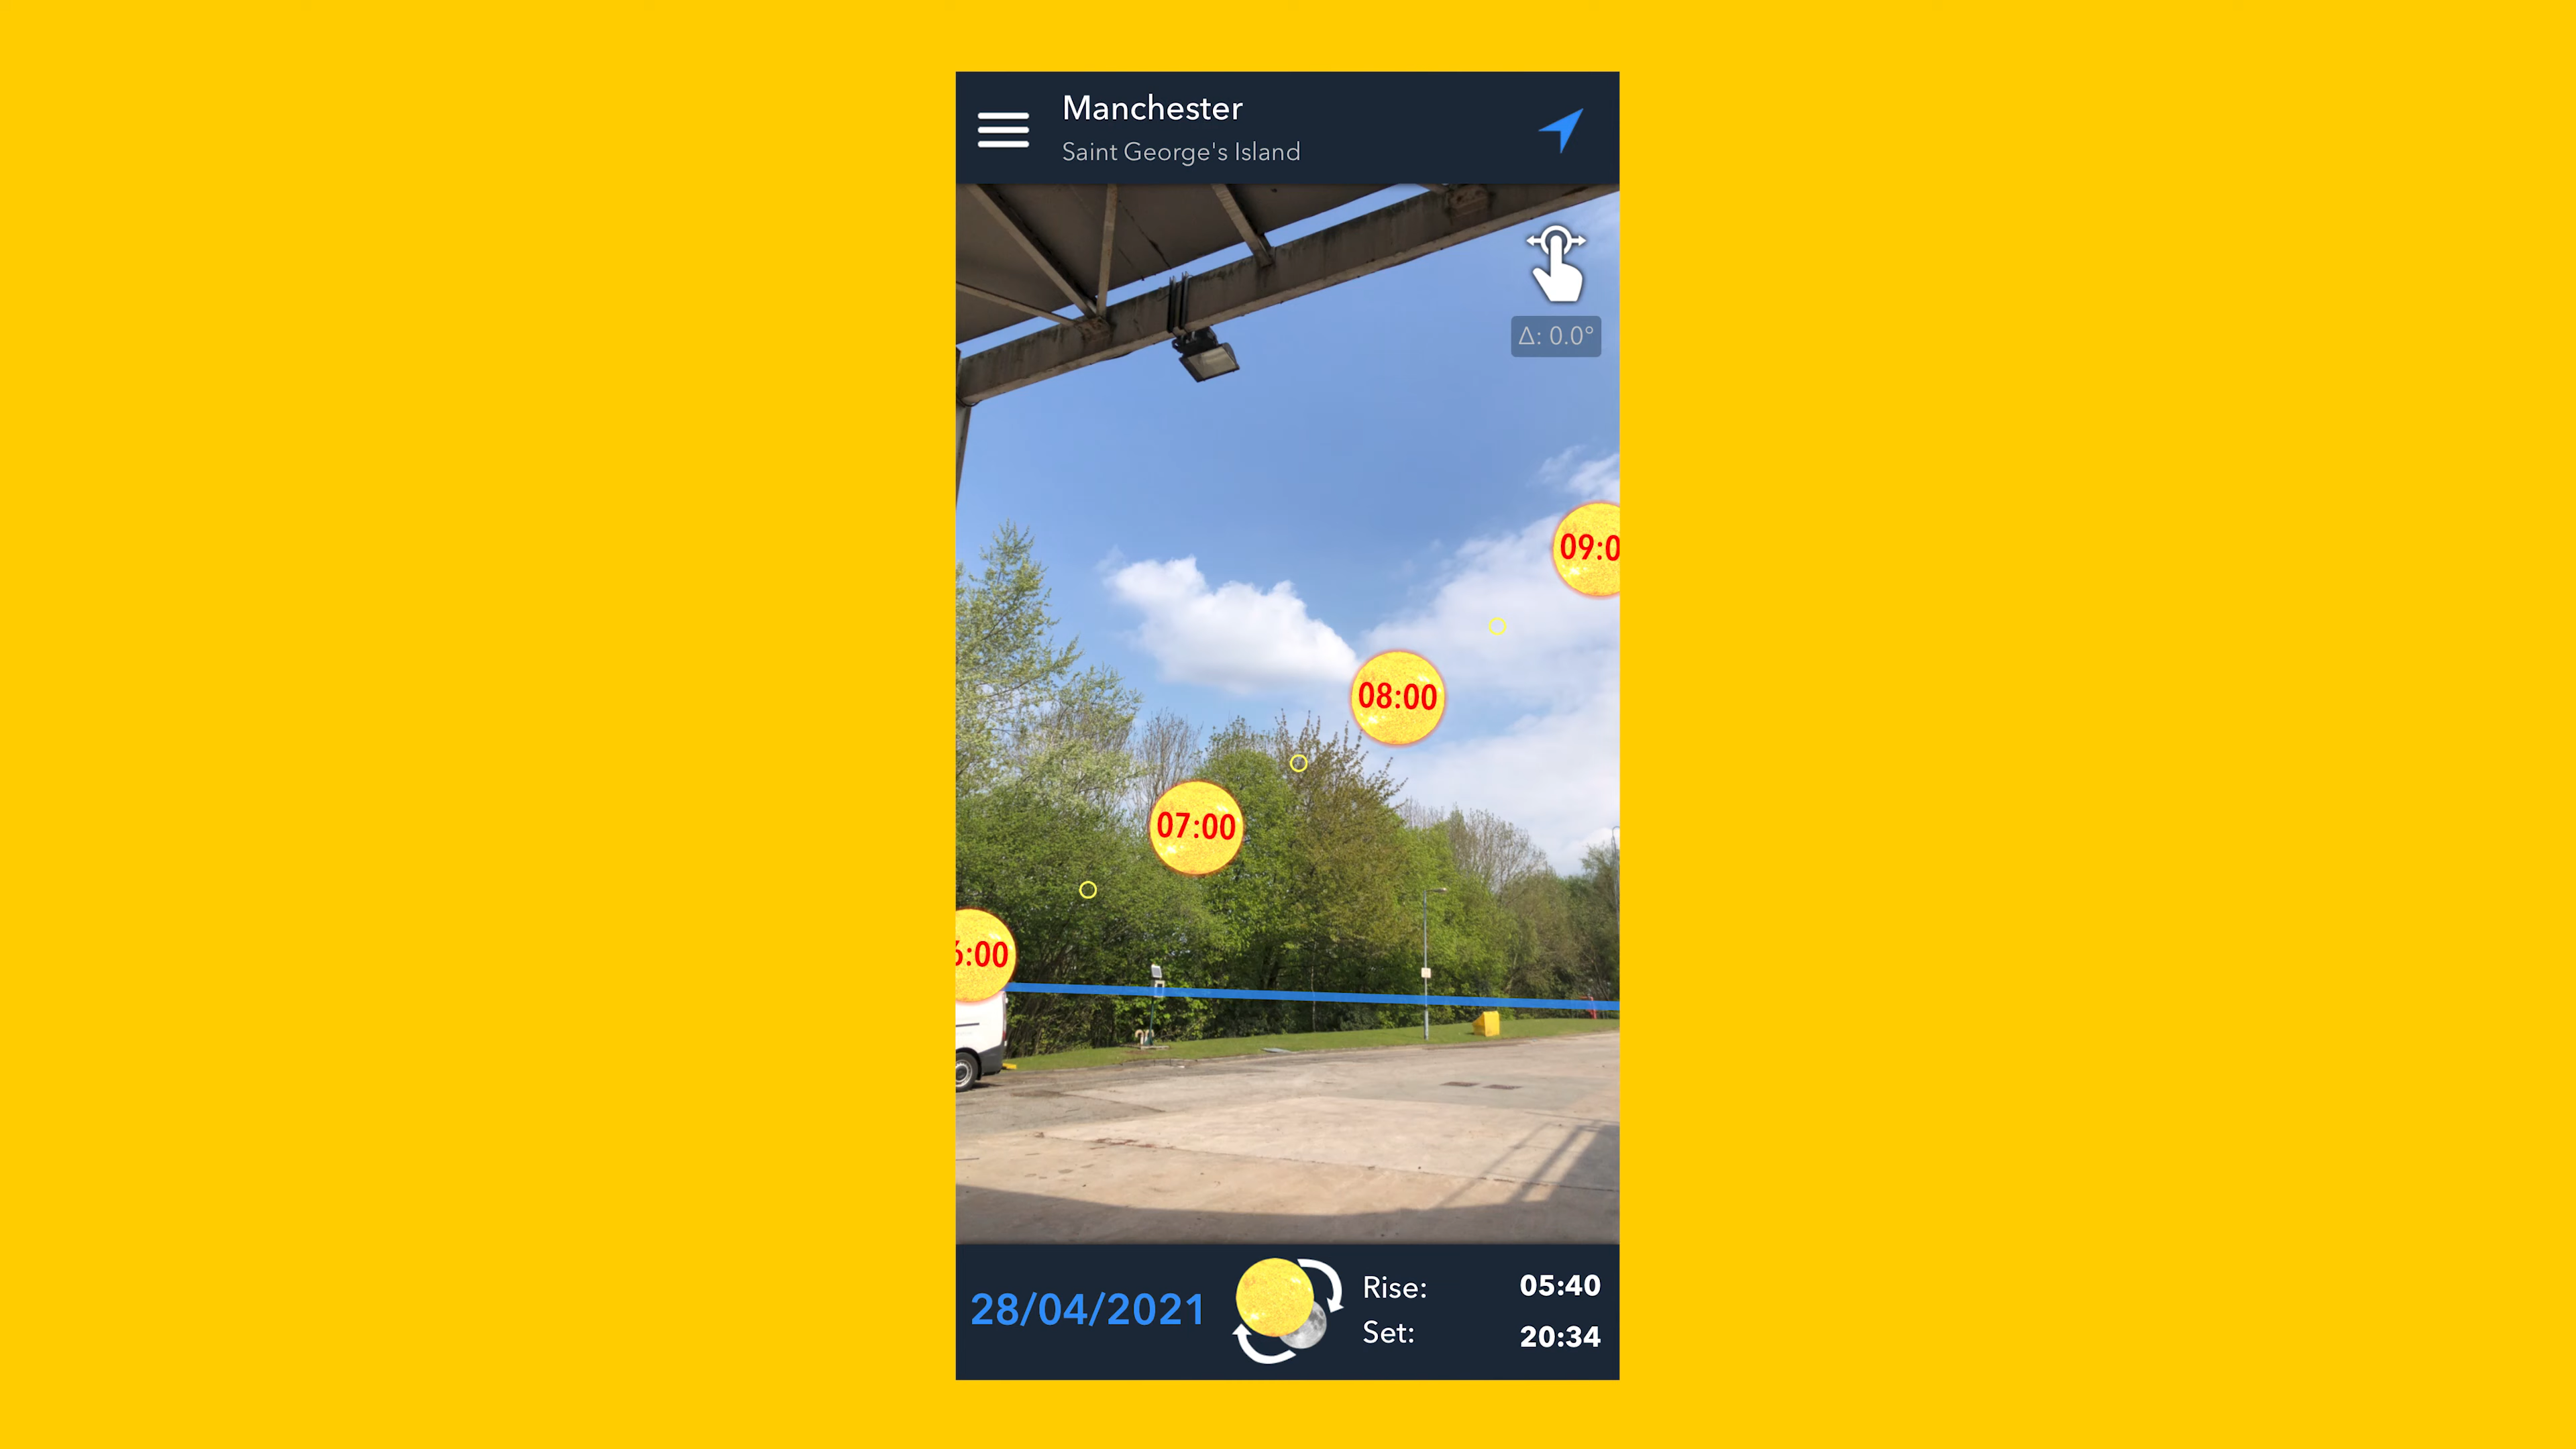 Manchester
Saint George's Island
Δ: 0.0°
09:0
08:00
07:00
6:00
28/04/2021
Rise: 05:40
Set: 20:34